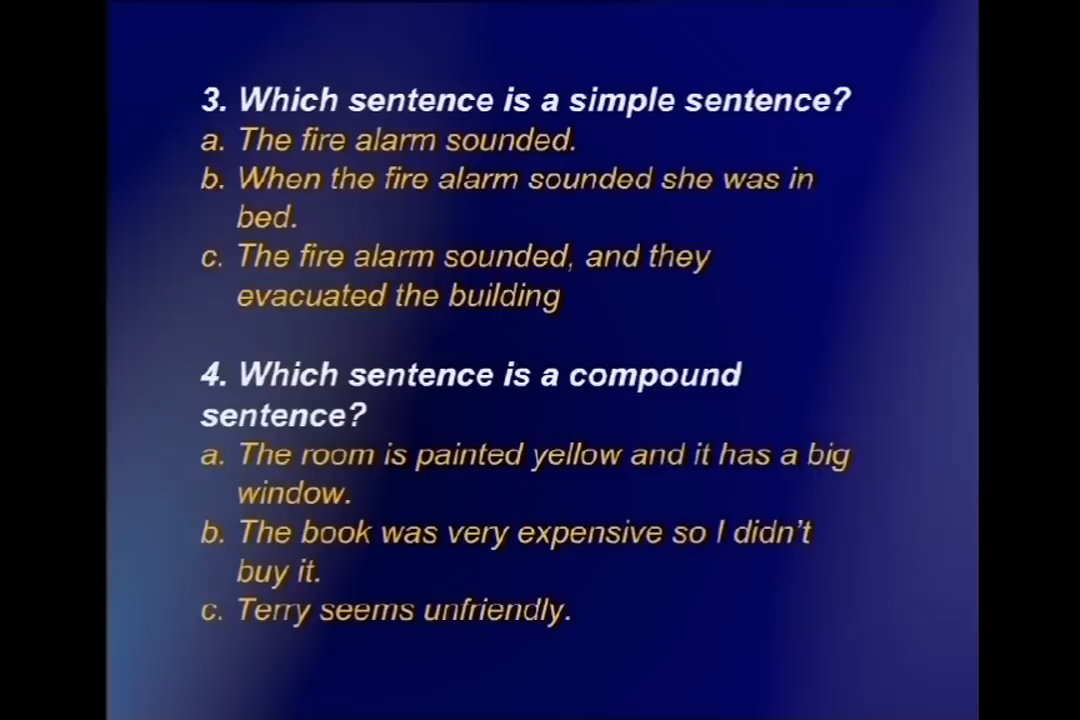 3. Which sentence is a simple sentence?
a. The fire alarm sounded.
b. When the fire alarm sounded she was in
bed.
c. The fire alarm sounded, and they
evacuated the building
4. Which sentence is a compound
sentence?
a. The room is painted yellow and it has a big
window.
b. The book was very expensive so I didn't
buy it.
c. Terry seems unfriendly.